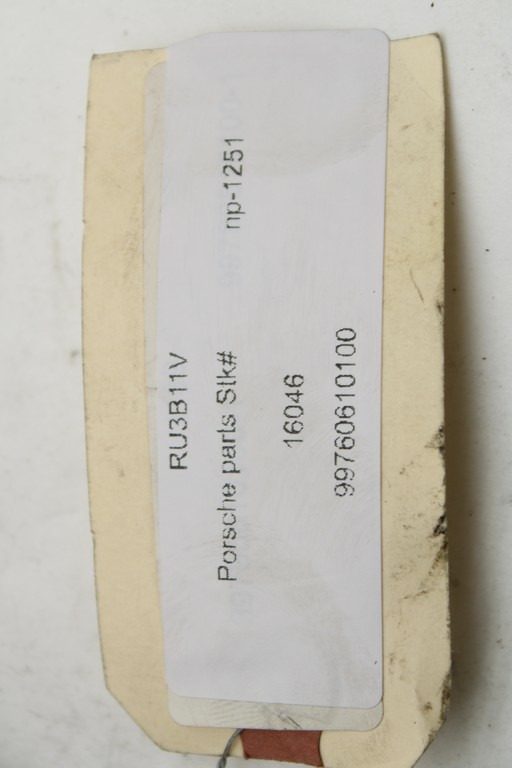 RU3B11V
Porsche parts Stk# np-1251
16046
99760610100